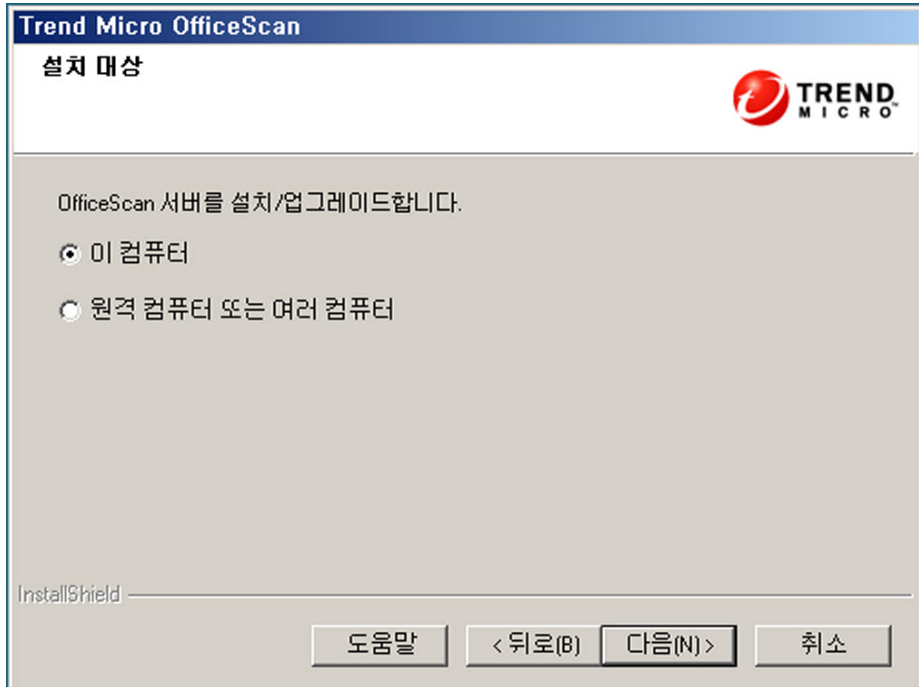 Trend Micro OfficeScan
설치 대상
TREND
MICRO™
OfficeScan 서버를 설치/업그레이드합니다.
이 컴퓨터
원격 컴퓨터 또는 여러 컴퓨터
InstallShield
도움말 < 뒤로(B) 다음(N) > 취소